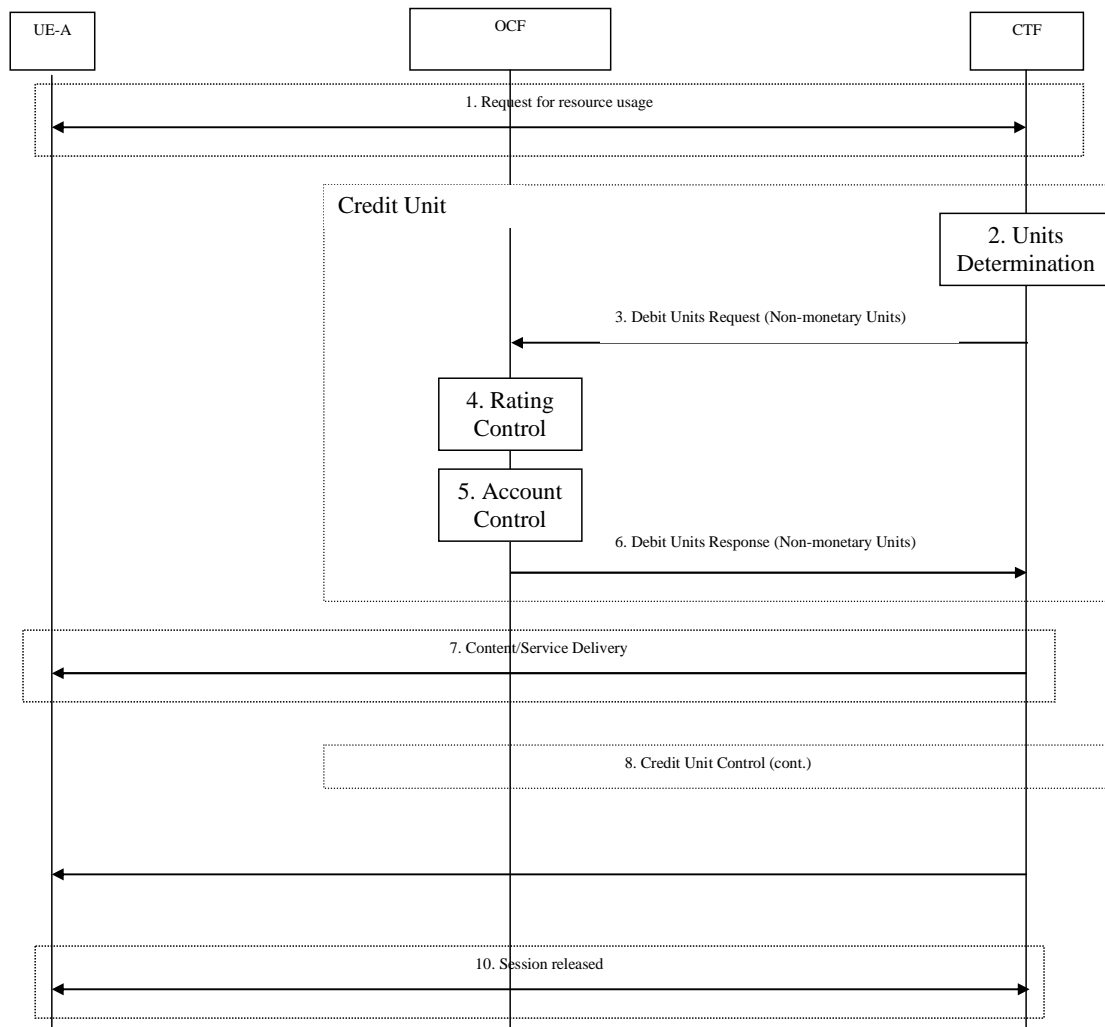 UE-A
OCF
CTF
1. Request for resource usage
Credit Unit
2. Units
Determination
3. Debit Units Request (Non-monetary Units)
4. Rating
Control
5. Account
Control
6. Debit Units Response (Non-monetary Units)
7. Content/Service Delivery
8. Credit Unit Control (cont.)
10. Session released